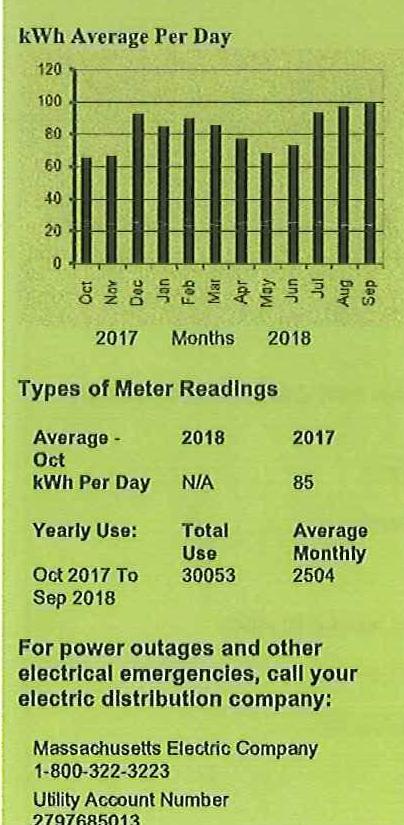 kWh Average Per Day
120
100
80
60
40
20
0
Oct Nov Dec Jan Feb Mar Apr May Jun Jul Aug Sep
2017 Months 2018
Types of Meter Readings
Average - 2018 2017
Oct
kWh Per Day N/A 85
Yearly Use: Total Average
Use Monthly
Oct 2017 To 30053 2504
Sep 2018
For power outages and other
electrical emergencies, call your
electric distribution company:
Massachusetts Electric Company
1-800-322-3223
Utility Account Number
2797685013